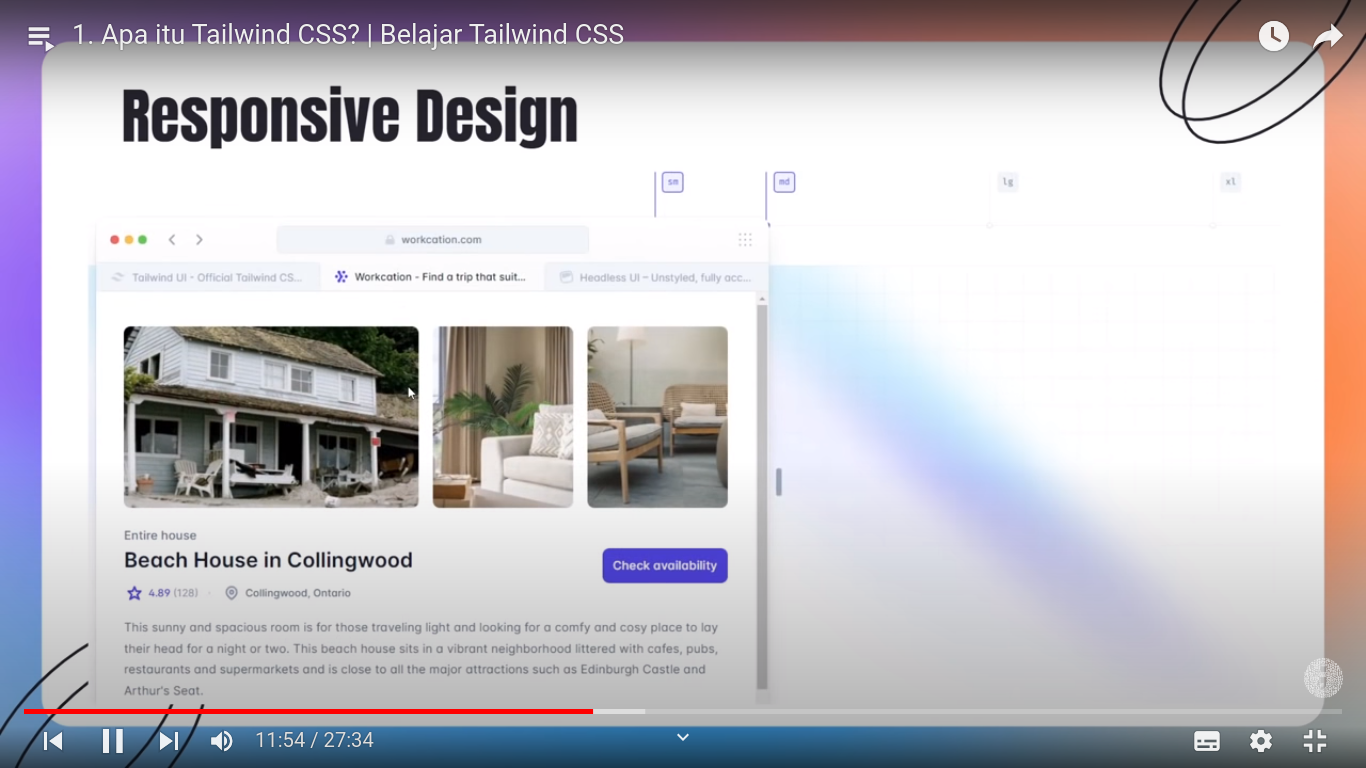 1. Apa itu Tailwind CSS? | Belajar Tailwind CSS
Responsive Design
sm
md
lg
xl
workcation.com
Tailwind UI - Official Tailwind CS...
Workcation - Find a trip that suit...
Headless UI – Unstyled, fully acc...
Entire house
Beach House in Collingwood
Check availability
4.89 (128) · Collingwood, Ontario
This sunny and spacious room is for those traveling light and looking for a comfy and cosy place to lay
their head for a night or two. This beach house sits in a vibrant neighborhood littered with cafes, pubs,
restaurants and supermarkets and is close to all the major attractions such as Edinburgh Castle and
Arthur's Seat.
11:54 / 27:34